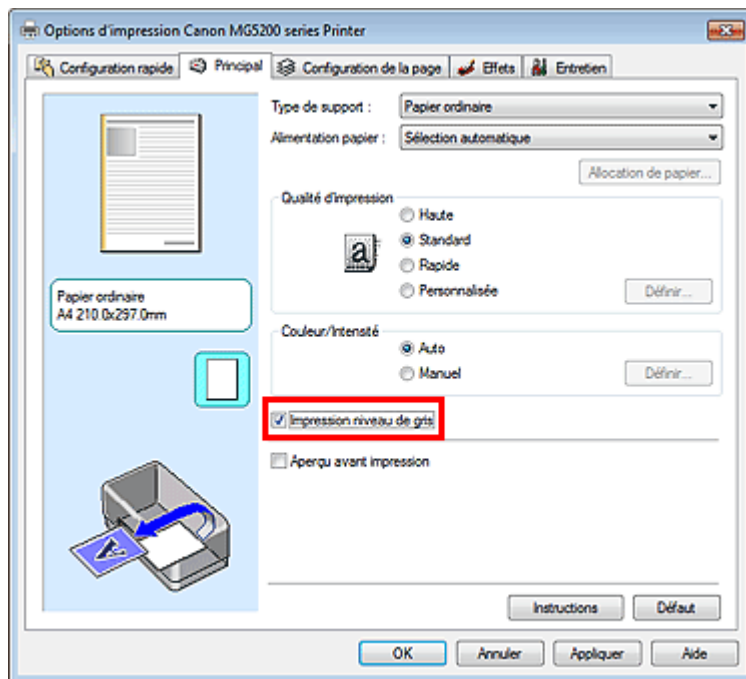 Options d'impression Canon MG5200 series Printer
Configuration rapide Principal Configuration de la page Effets Entretien
Type de support : Papier ordinaire
Alimentation papier : Sélection automatique
Allocation de papier...
Qualité d'impression
Haute
a Standard
Rapide
Personnalisée Définir...
Papier ordinaire
A4 210.0x297.0mm
Couleur/Intensité
Auto
Manuel Définir...
Impression niveau de gris
Aperçu avant impression
A
Instructions Défaut
OK Annuler Appliquer Aide